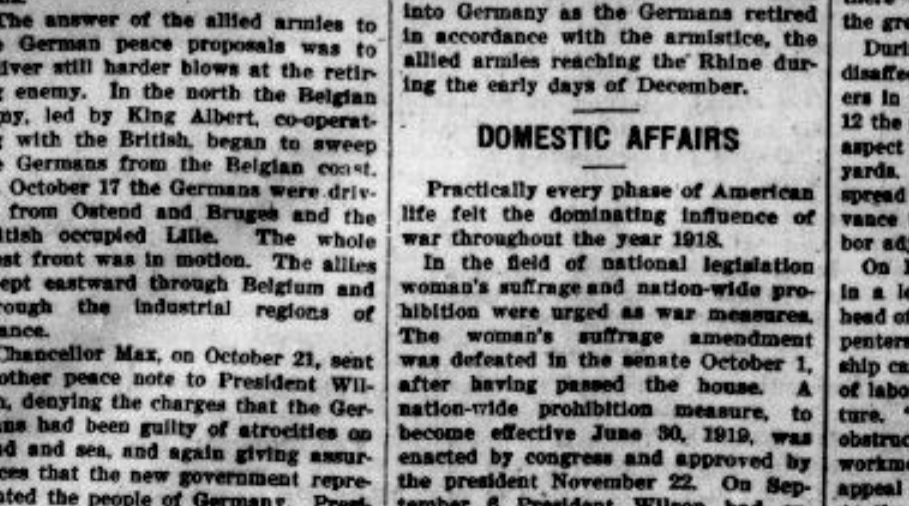 The answer of the allied armies to
German peace proposals was to
iver still harder blows at the retir-
enemy. In the north the Belgian
my, led by King Albert, co-operat-
with the British, began to sweep
Germans from the Belgian coast.
October 17 the Germans were driv-
from Ostend and Bruges and the
itish occupied Lille. The whole
st front was in motion. The allies
ept eastward through Belgium and
rough the industrial regions of
ance.
Chancellor Max, on October 21, sent
other peace note to President Wil-
n, denying the charges that the Ger-
ans had been guilty of atrocities on
nd and sea, and again giving assur-
ces that the new government repre-
nted the people of Germany. Presi-
into Germany as the Germans retired
in accordance with the armistice, the
allied armies reaching the Rhine dur-
ing the early days of December.
DOMESTIC AFFAIRS
Practically every phase of American
life felt the dominating influence of
war throughout the year 1918.
In the field of national legislation
woman's suffrage and nation-wide pro-
hibition were urged as war measures.
The woman's suffrage amendment
was defeated in the senate October 1,
after having passed the house. A
nation-wide prohibition measure, to
become effective June 30, 1919, was
enacted by congress and approved by
the president November 22. On Sep-
tember 6 President Wilson had
the gre
Duri
disaffe
ers in
12 the
aspect
yards.
spread
vance
bor adj
On
in a le
head of
penters
ship ca
of labo
ture.
obstruc
workme
appeal